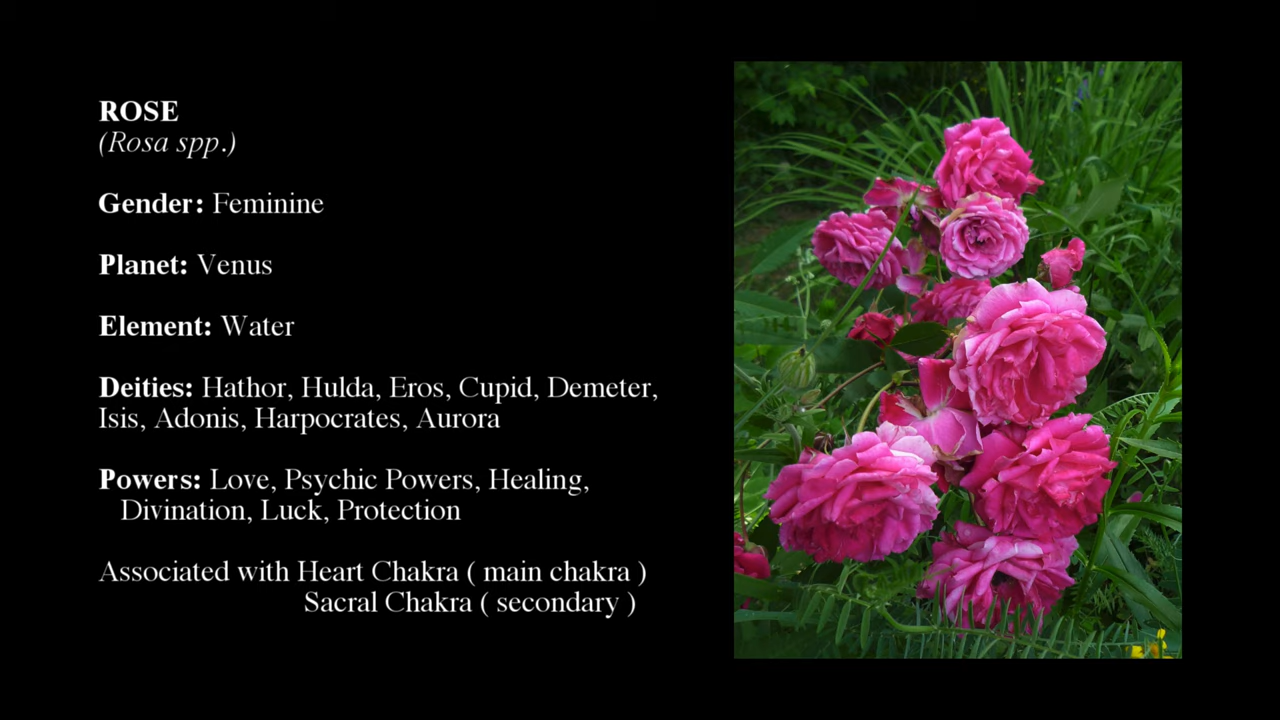 ROSE
(Rosa spp.)
Gender: Feminine
Planet: Venus
Element: Water
Deities: Hathor, Hulda, Eros, Cupid, Demeter,
Isis, Adonis, Harpocrates, Aurora
Powers: Love, Psychic Powers, Healing,
Divination, Luck, Protection
Associated with Heart Chakra ( main chakra )
Sacral Chakra ( secondary )